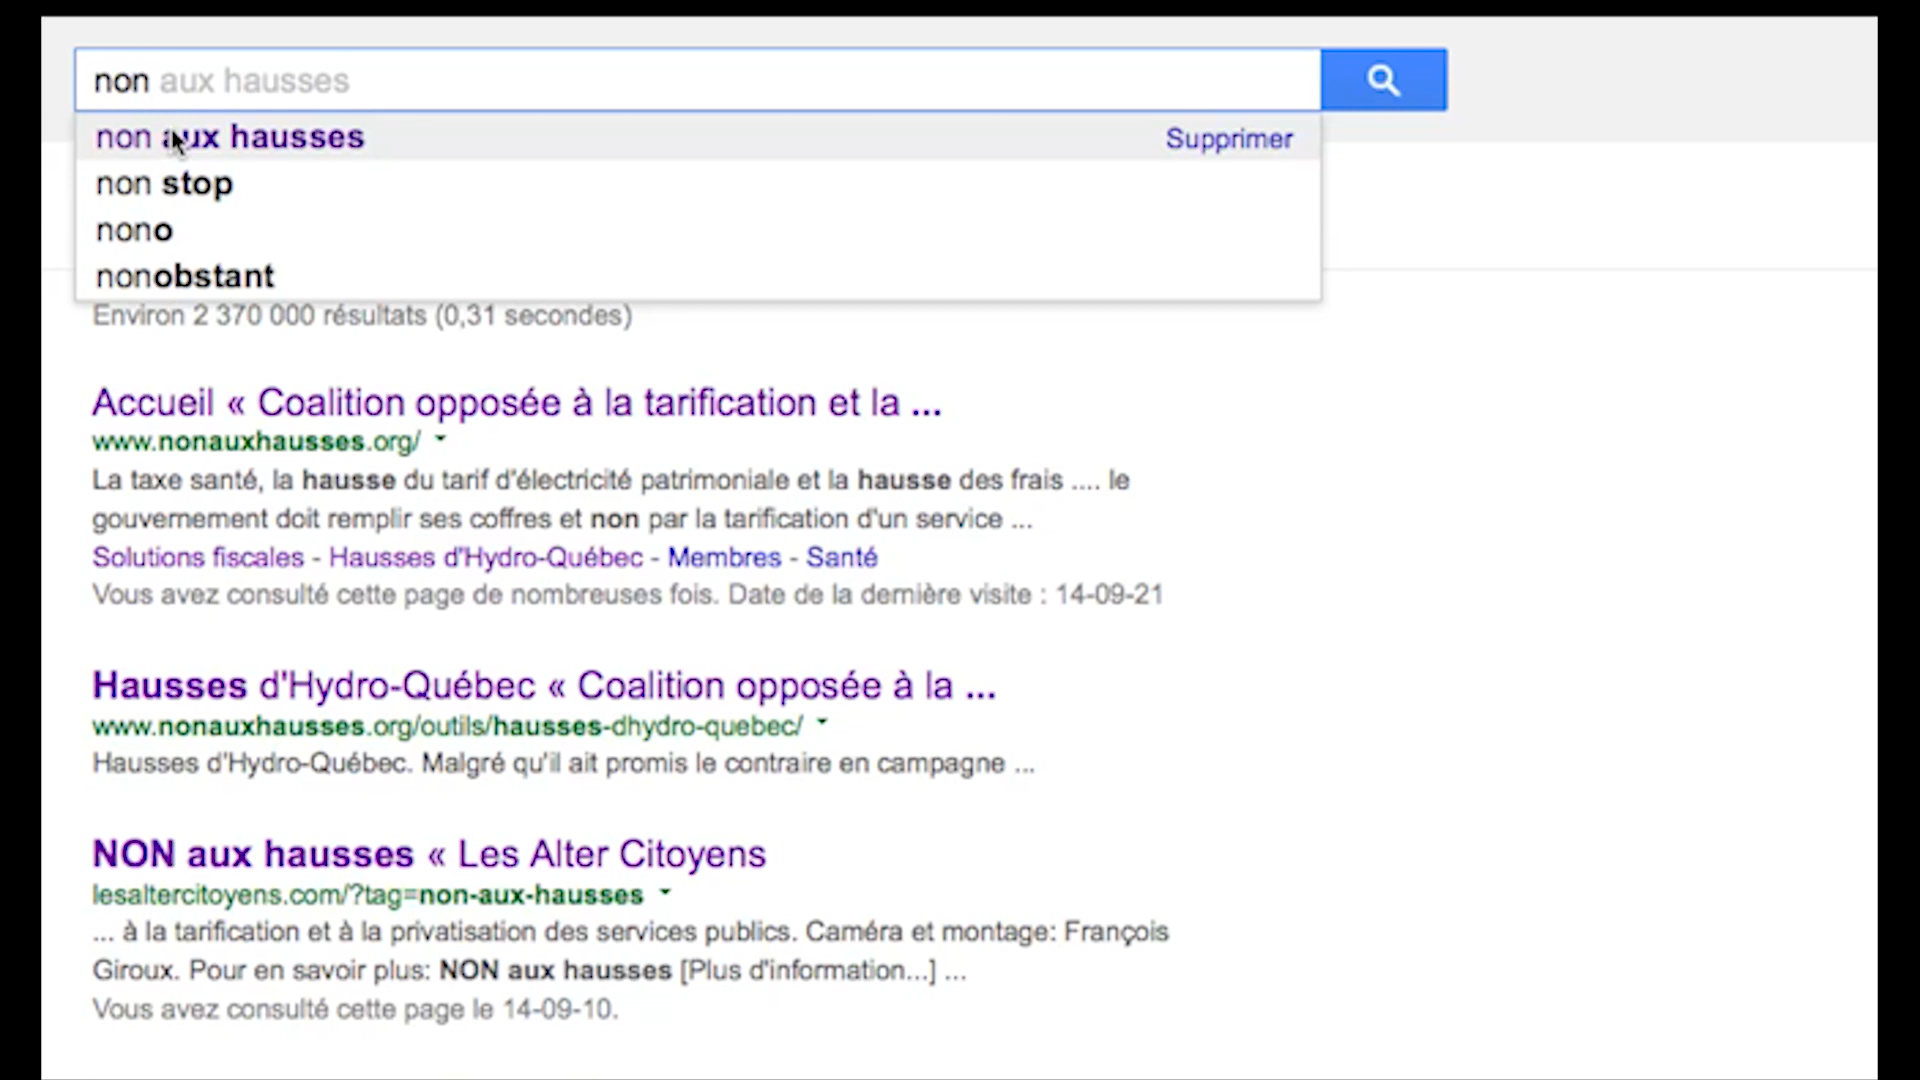 non aux hausses
non aux hausses Supprimer
non stop
nono
nonobstant
Environ 2 370 000 résultats (0,31 secondes)
Accueil « Coalition opposée à la tarification et la ...
www.nonauxhausses.org/
La taxe santé, la hausse du tarif d'électricité patrimoniale et la hausse des frais .... le
gouvernement doit remplir ses coffres et non par la tarification d'un service ...
Solutions fiscales - Hausses d'Hydro-Québec - Membres - Santé
Vous avez consulté cette page de nombreuses fois. Date de la dernière visite : 14-09-21
Hausses d'Hydro-Québec « Coalition opposée à la ...
www.nonauxhausses.org/outils/hausses-dhydro-quebec/
Hausses d'Hydro-Québec. Malgré qu'il ait promis le contraire en campagne ...
NON aux hausses « Les Alter Citoyens
lesaltercitoyens.com/?tag=non-aux-hausses
... à la tarification et à la privatisation des services publics. Caméra et montage: François
Giroux. Pour en savoir plus: NON aux hausses [Plus d'information...] ...
Vous avez consulté cette page le 14-09-10.